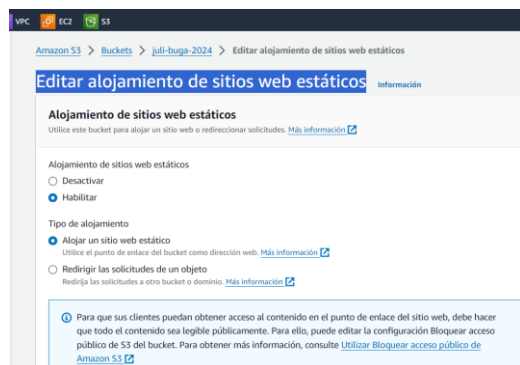 VPC EC2 S3
Amazon S3 > Buckets > juli-buga-2024 > Editar alojamiento de sitios web estáticos
Editar alojamiento de sitios web estáticos Información
Alojamiento de sitios web estáticos
Utilice este bucket para alojar un sitio web o redireccionar solicitudes. Más información
Alojamiento de sitios web estáticos
Desactivar
Habilitar
Tipo de alojamiento
Alojar un sitio web estático
Utilice el punto de enlace del bucket como dirección web. Más información
Redirigir las solicitudes de un objeto
Redirija las solicitudes a otro bucket o dominio. Más información
Para que sus clientes puedan obtener acceso al contenido en el punto de enlace del sitio web, debe hacer
que todo el contenido sea legible públicamente. Para ello, puede editar la configuración Bloquear acceso
público de S3 del bucket. Para obtener más información, consulte Utilizar Bloquear acceso público de
Amazon S3